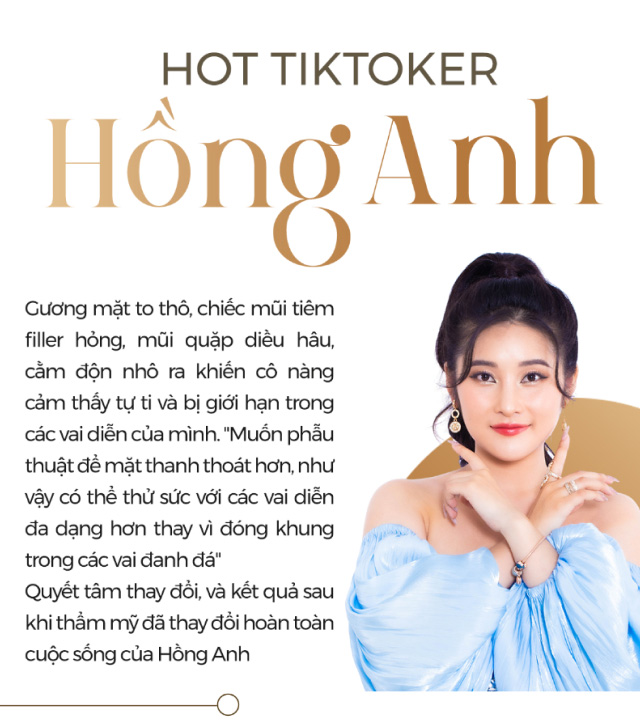 HOT TIKTOKER
Hồng Anh
Gương mặt to thô, chiếc mũi tiêm
filler hỏng, mũi quặp diều hâu,
cằm độn nhô ra khiến cô nàng
cảm thấy tự ti và bị giới hạn trong
các vai diễn của mình. "Muốn phẫu
thuật để mặt thanh thoát hơn, như
vậy có thể thử sức với các vai diễn
đa dạng hơn thay vì đóng khung
trong các vai đanh đá"
Quyết tâm thay đổi, và kết quả sau
khi thẩm mỹ đã thay đổi hoàn toàn
cuộc sống của Hồng Anh